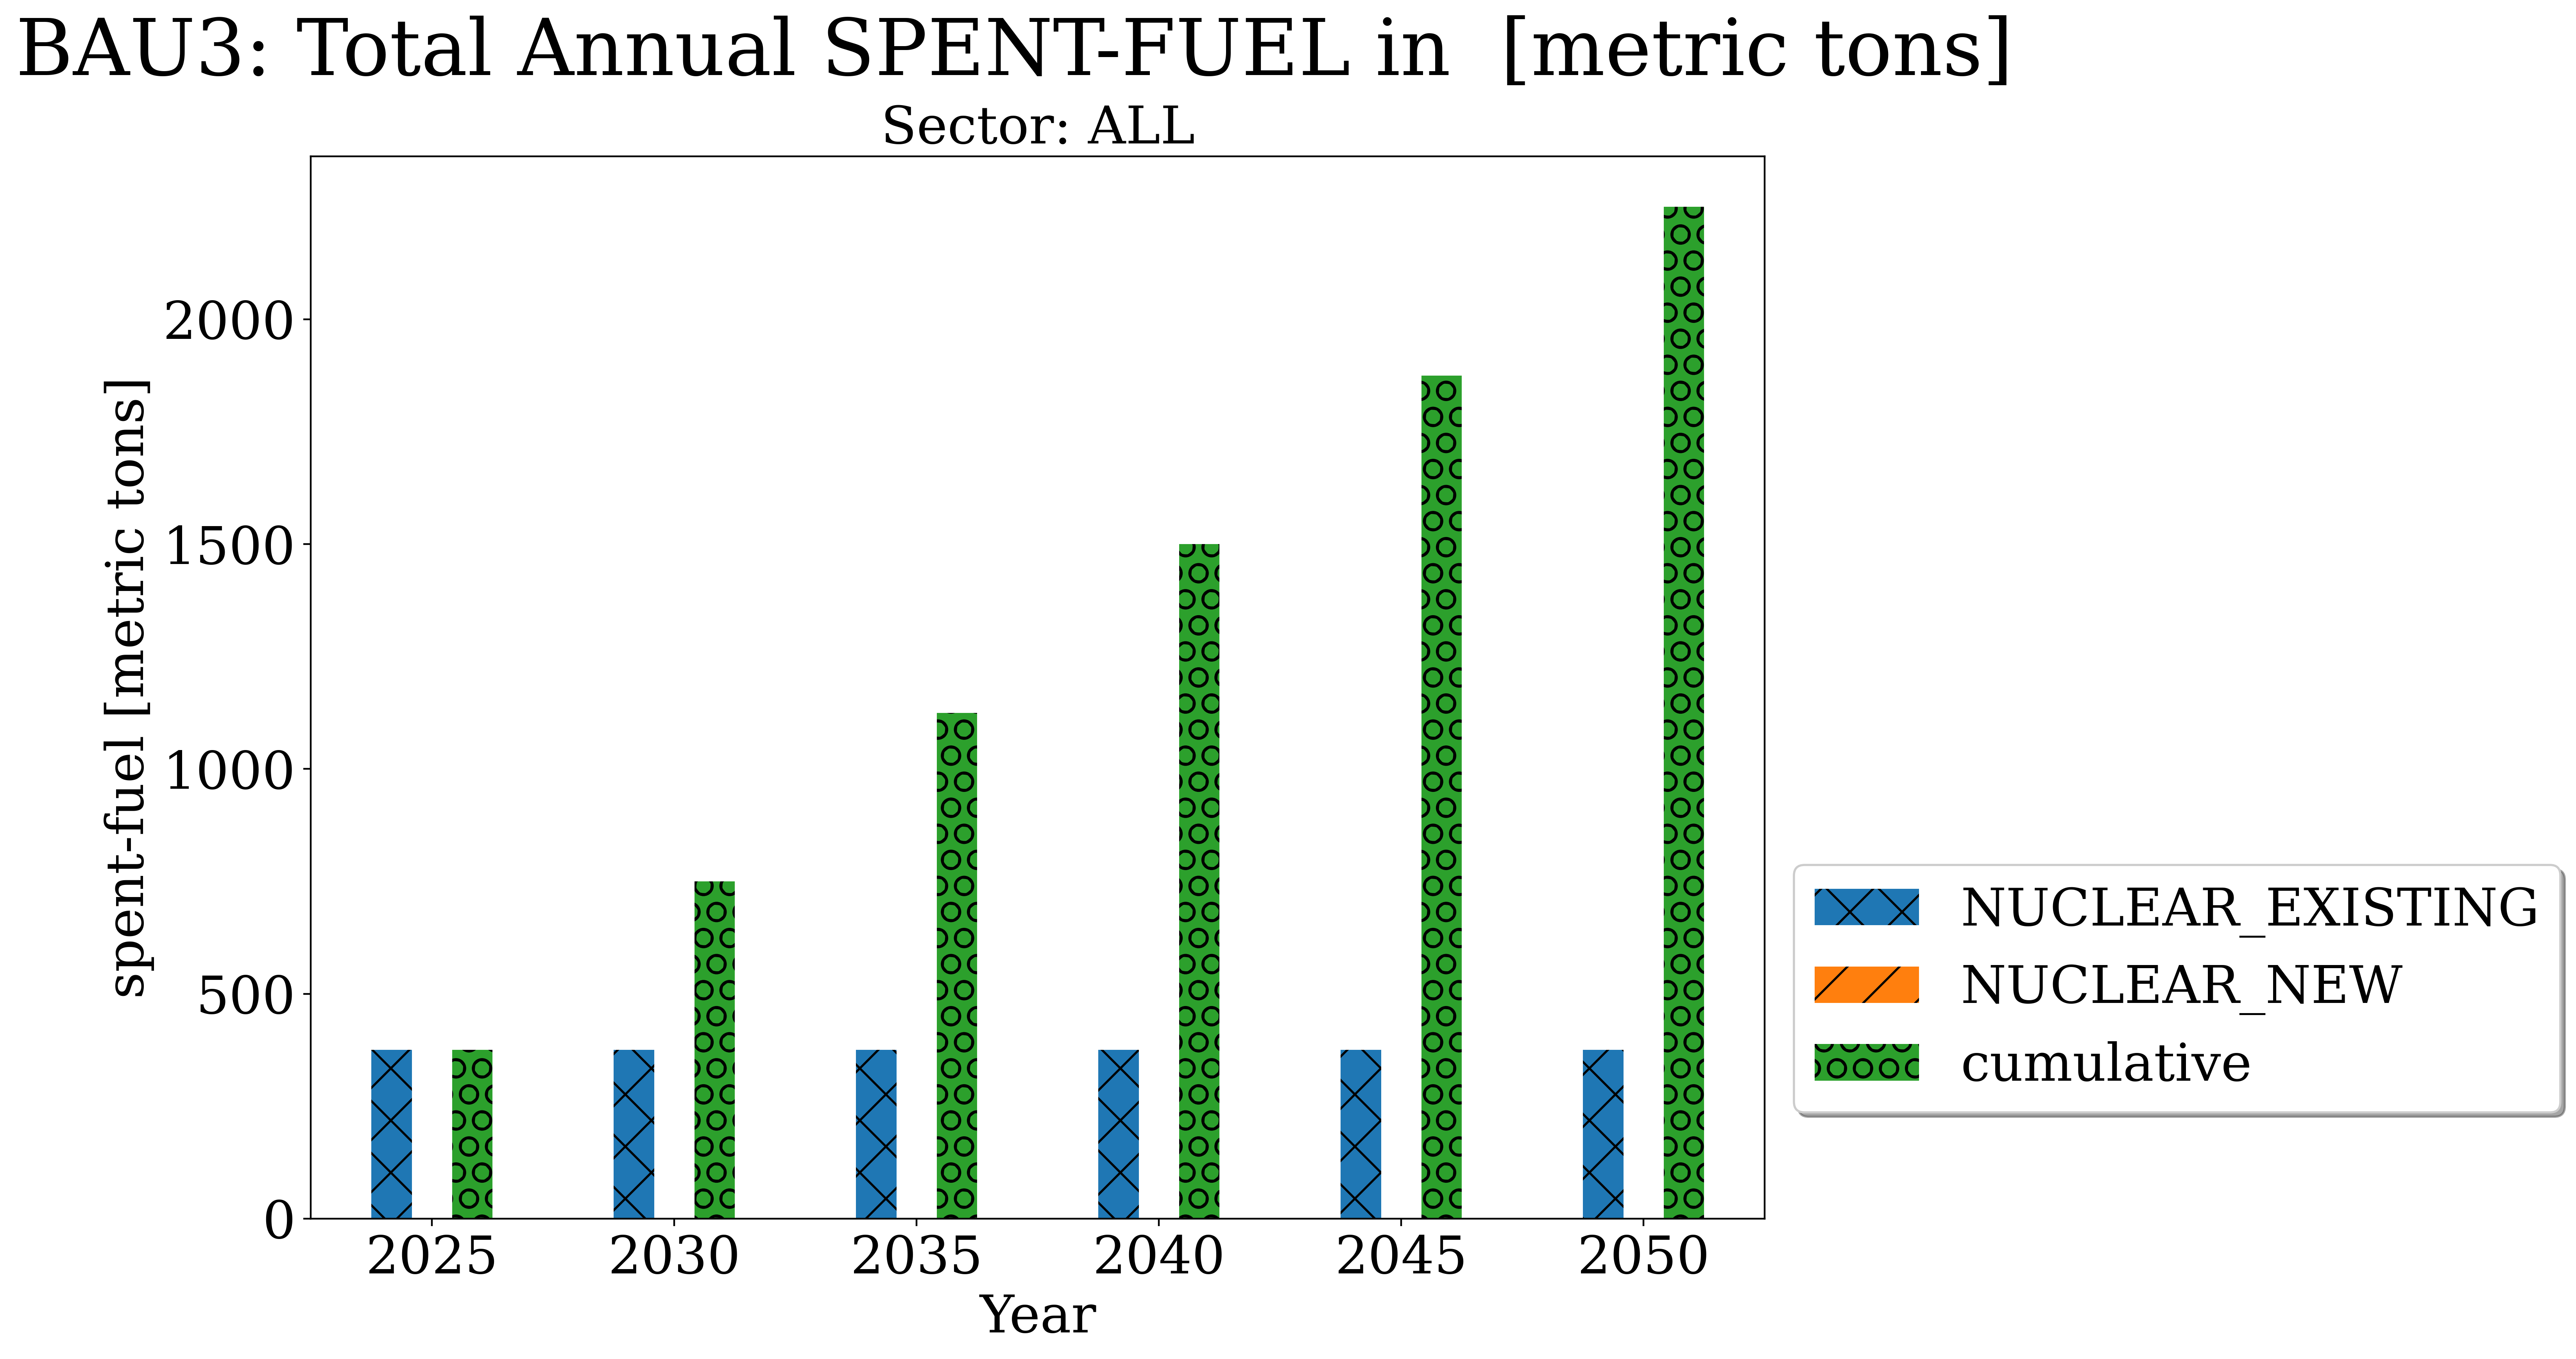 BAU3: Total Annual SPENT-FUEL in  [metric tons]
Sector: ALL
spent-fuel [metric tons]
2000
1500
1000
500
0
2025 2030 2035 2040 2045 2050
Year
NUCLEAR_EXISTING
NUCLEAR_NEW
cumulative